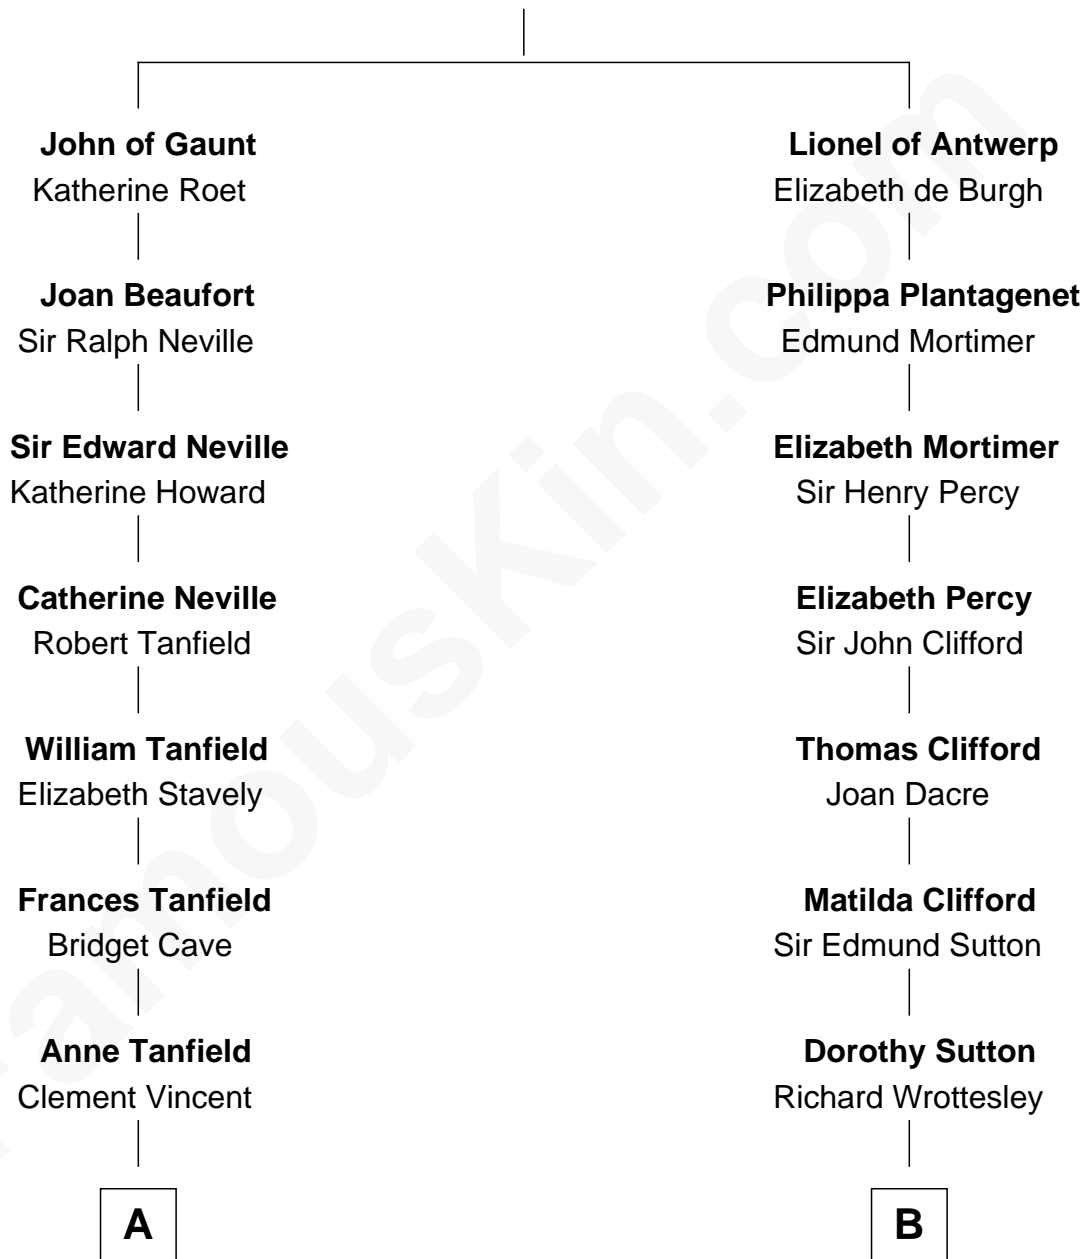 John of Gaunt
Katherine Roet
Joan Beaufort
Sir Ralph Neville
Sir Edward Neville
Katherine Howard
Catherine Neville
Robert Tanfield
William Tanfield
Elizabeth Stavely
Frances Tanfield
Bridget Cave
Anne Tanfield
Clement Vincent
A
Lionel of Antwerp
Elizabeth de Burgh
Philippa Plantagenet
Edmund Mortimer
Elizabeth Mortimer
Sir Henry Percy
Elizabeth Percy
Sir John Clifford
Thomas Clifford
Joan Dacre
Matilda Clifford
Sir Edmund Sutton
Dorothy Sutton
Richard Wrottesley
B
FamousKin.com